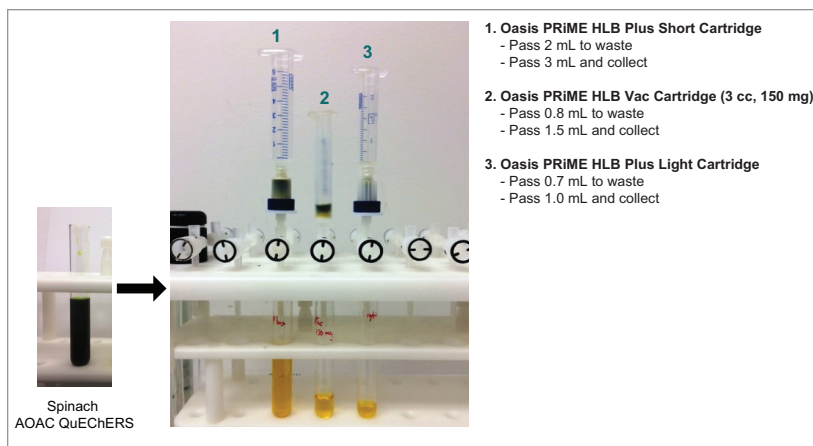 1
2
3
1. Oasis PRiME HLB Plus Short Cartridge
- Pass 2 mL to waste
- Pass 3 mL and collect
2. Oasis PRiME HLB Vac Cartridge (3 cc, 150 mg)
- Pass 0.8 mL to waste
- Pass 1.5 mL and collect
3. Oasis PRiME HLB Plus Light Cartridge
- Pass 0.7 mL to waste
- Pass 1.0 mL and collect
Spinach
AOAC QuEChERS